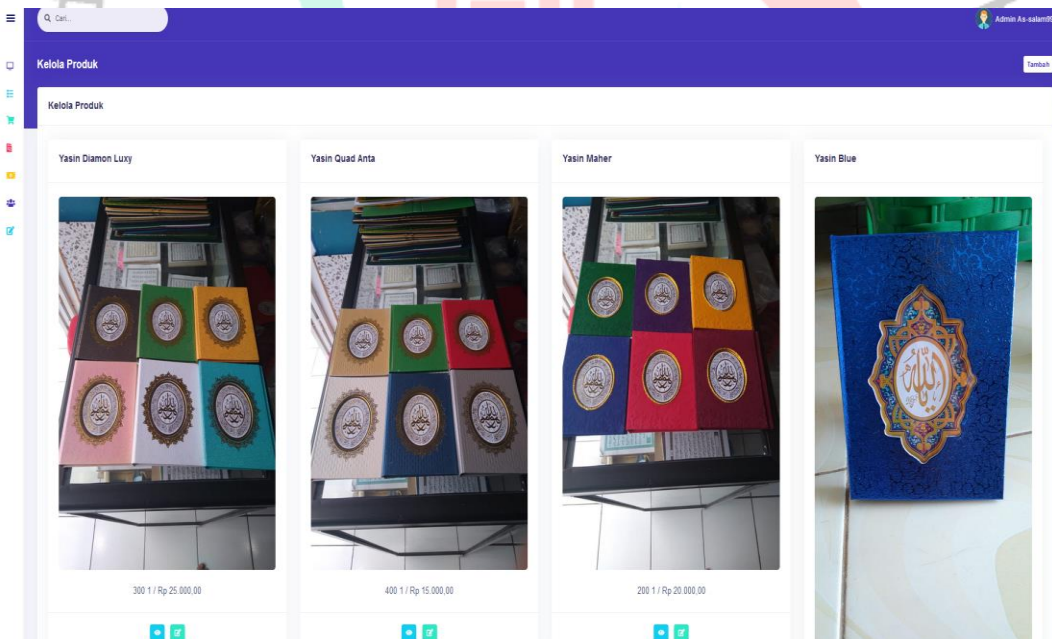 Cari...
Admin As-salam99
Kelola Produk
Tambah
Kelola Produk
Yasin Diamon Luxy
Yasin Quad Anta
Yasin Maher
Yasin Blue
300 1 / Rp 25.000,00
400 1 / Rp 15.000,00
200 1 / Rp 20.000,00